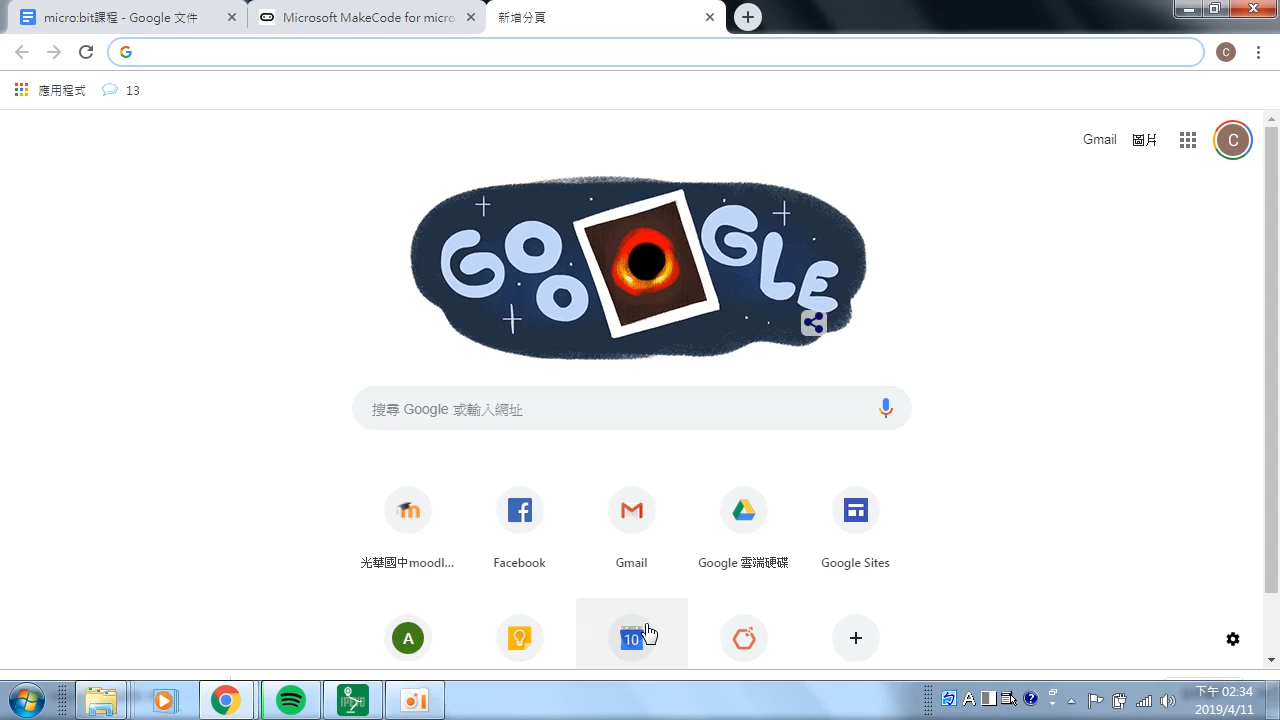 micro:bit課程 - Google 文件
Microsoft MakeCode for micro
新增分頁
C
應用程式
13
Gmail
圖片
C
GOOGLE
搜尋 Google 或輸入網址
光華國中moodl...
Facebook
Gmail
Google 雲端硬碟
Google Sites
A
10
下午 02:34
2019/4/11